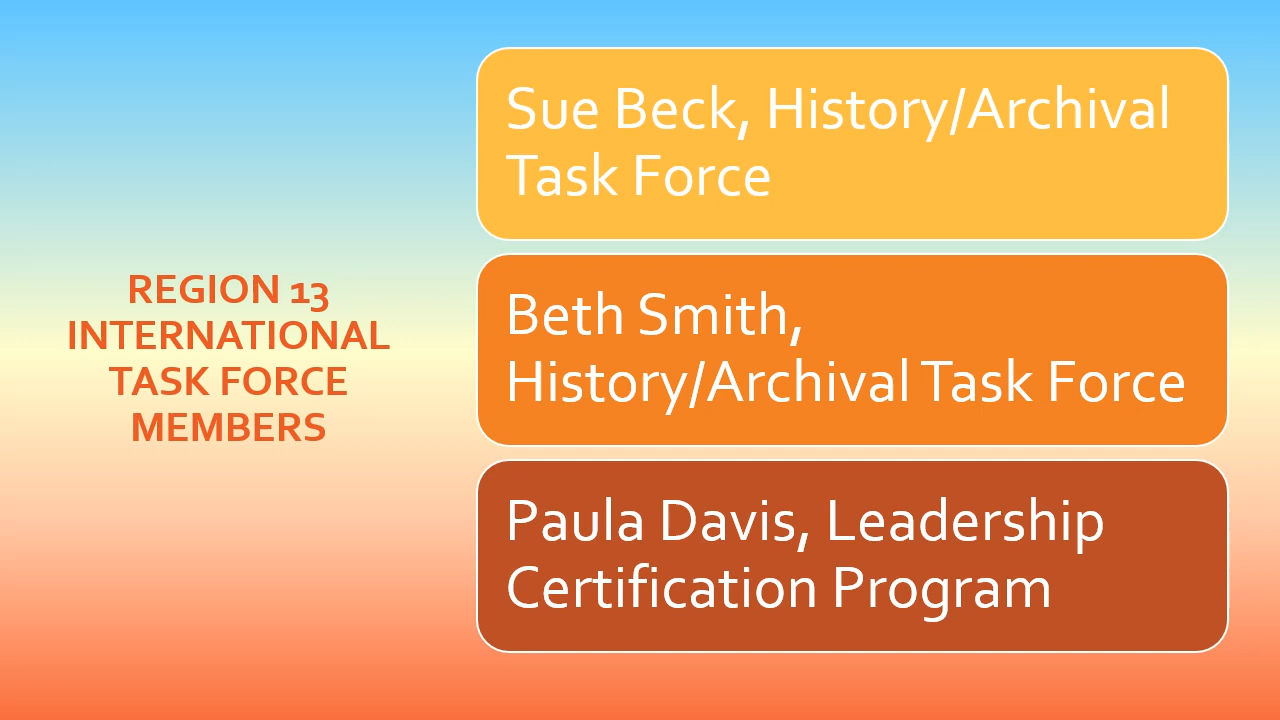 REGION 13
INTERNATIONAL
TASK FORCE
MEMBERS
Sue Beck, History/Archival
Task Force
Beth Smith,
History/Archival Task Force
Paula Davis, Leadership
Certification Program